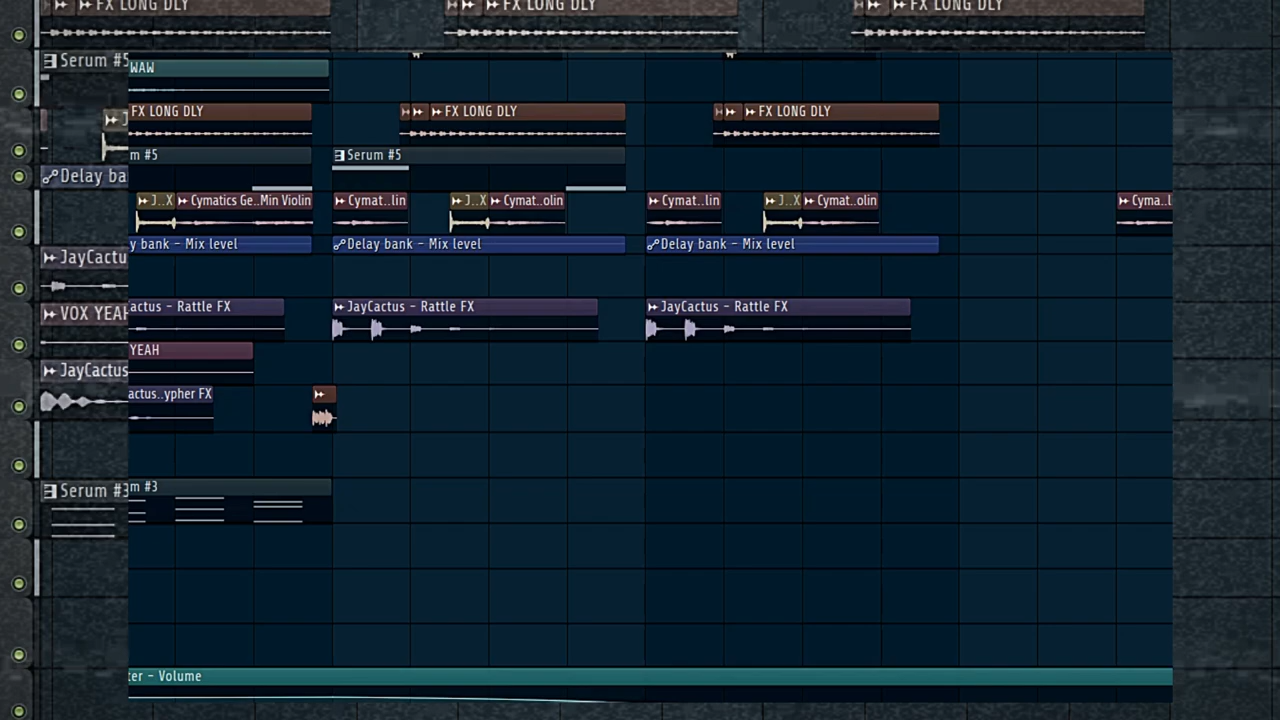 FX LONG DLY FX LONG DLY FX LONG DLY
Serum #5
WAW
FX LONG DLY FX LONG DLY FX LONG DLY
m #5 Serum #5
Delay ba
J..X Cymatics Ge..Min Violin Cymat..lin J..X Cymat..olin Cymat..lin J..X Cymat..olin Cyma..l
y bank – Mix level Delay bank – Mix level Delay bank – Mix level
JayCactu
actus – Rattle FX JayCactus – Rattle FX JayCactus – Rattle FX
VOX YEAH
YEAH
JayCactus
actus..ypher FX
Serum #3
m #3
ter – Volume